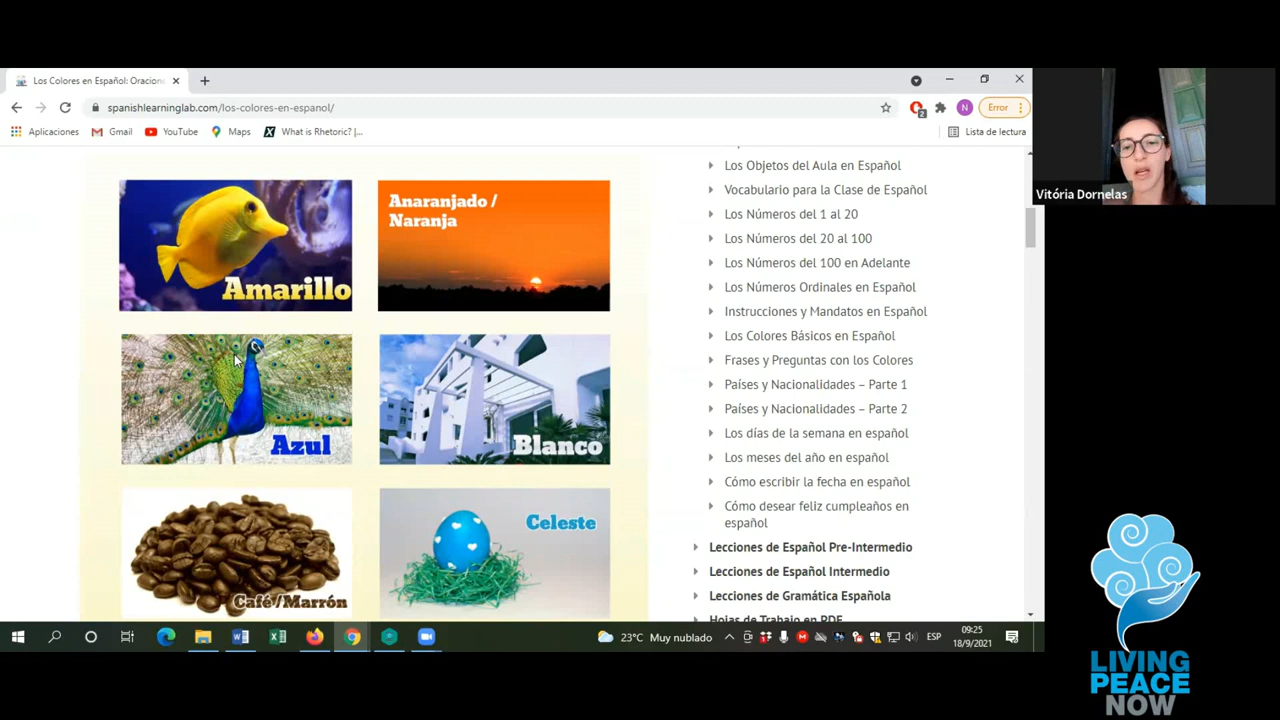 Los Colores en Español: Oracione
spanishlearninglab.com/los-colores-en-espanol/
N
Error
Aplicaciones
Gmail
YouTube
Maps
What is Rhetoric? |...
Lista de lectura
Amarillo
Anaranjado /
Naranja
Azul
Blanco
Café/Marrón
Celeste
Los Objetos del Aula en Español
Vocabulario para la Clase de Español
Los Números del 1 al 20
Los Números del 20 al 100
Los Números del 100 en Adelante
Los Números Ordinales en Español
Instrucciones y Mandatos en Español
Los Colores Básicos en Español
Frases y Preguntas con los Colores
Países y Nacionalidades – Parte 1
Países y Nacionalidades – Parte 2
Los días de la semana en español
Los meses del año en español
Cómo escribir la fecha en español
Cómo desear feliz cumpleaños en
español
Lecciones de Español Pre-Intermedio
Lecciones de Español Intermedio
Lecciones de Gramática Española
Hojas de Trabajo en PDF
23°C Muy nublado
ESP
09:25
18/9/2021
Vitória Dornelas
LIVING
PEACE
NOW